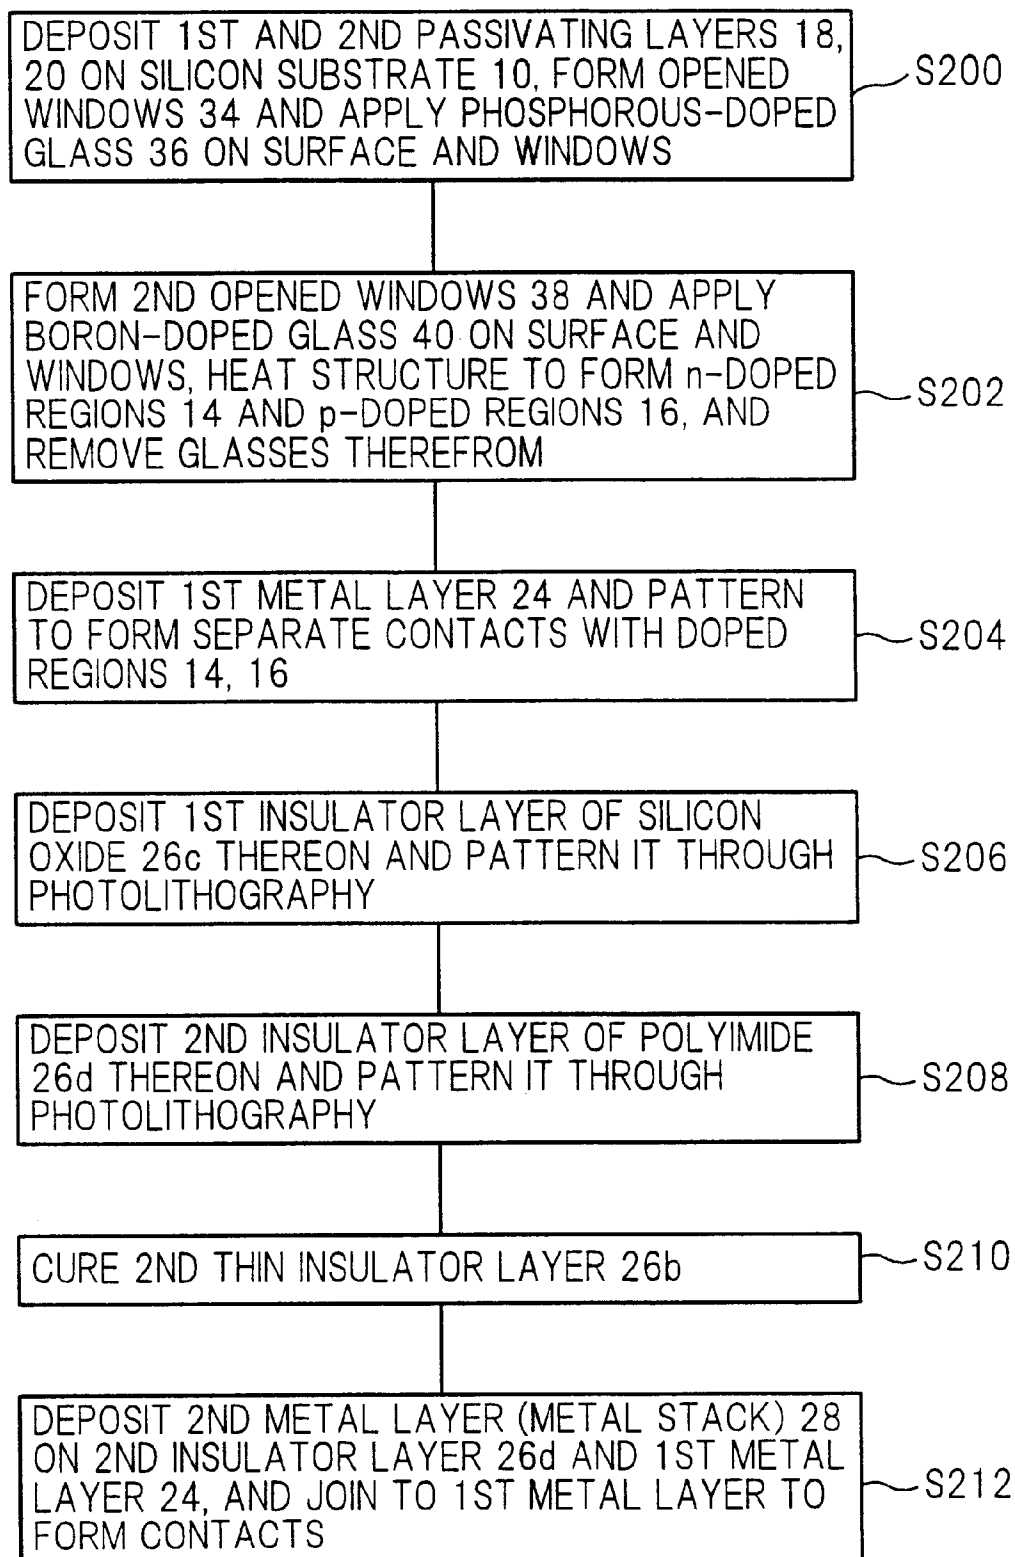 DEPOSIT 1ST AND 2ND PASSIVATING LAYERS 18,
20 ON SILICON SUBSTRATE 10, FORM OPENED
WINDOWS 34 AND APPLY PHOSPHOROUS-DOPED
GLASS 36 ON SURFACE AND WINDOWS
S200
FORM 2ND OPENED WINDOWS 38 AND APPLY
BORON-DOPED GLASS 40 ON SURFACE AND
WINDOWS, HEAT STRUCTURE TO FORM n-DOPED
REGIONS 14 AND p-DOPED REGIONS 16, AND
REMOVE GLASSES THEREFROM
S202
DEPOSIT 1ST METAL LAYER 24 AND PATTERN
TO FORM SEPARATE CONTACTS WITH DOPED
REGIONS 14, 16
S204
DEPOSIT 1ST INSULATOR LAYER OF SILICON
OXIDE 26c THEREON AND PATTERN IT THROUGH
PHOTOLITHOGRAPHY
S206
DEPOSIT 2ND INSULATOR LAYER OF POLYIMIDE
26d THEREON AND PATTERN IT THROUGH
PHOTOLITHOGRAPHY
S208
CURE 2ND THIN INSULATOR LAYER 26b
S210
DEPOSIT 2ND METAL LAYER (METAL STACK) 28
ON 2ND INSULATOR LAYER 26d AND 1ST METAL
LAYER 24, AND JOIN TO 1ST METAL LAYER TO
FORM CONTACTS
S212